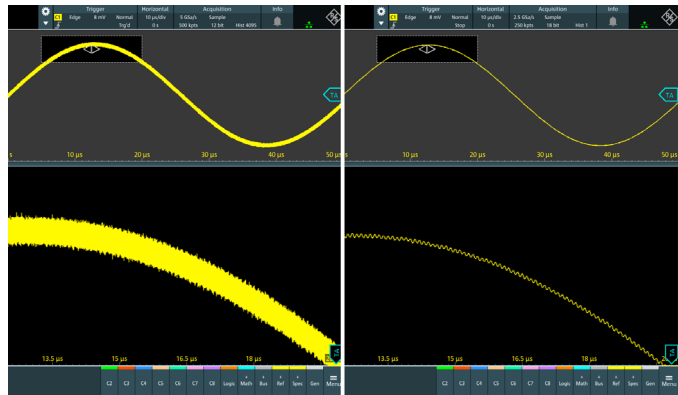 Trigger Horizontal Acquisition Info
C1 Edge 8 mV Normal 10 µs/div 5 GSa/s Sample
Trg'd 0 s 500 kpts 12 bit Hist 4095
TA
10 µs 20 µs 30 µs 40 µs 50 µs
13.5 µs 15 µs 16.5 µs 18 µs
TA
C2 C3 C4 C5 C6 C7 C8 Logic Math Bus Ref Spec Gen Menu
Trigger Horizontal Acquisition Info
C1 Edge 8 mV Normal 10 µs/div 2.5 GSa/s Sample
Stop 0 s 250 kpts 16 bit Hist 1
TA
10 µs 20 µs 30 µs 40 µs 50 µs
13.5 µs 15 µs 16.5 µs 18 µs
TA
C2 C3 C4 C5 C6 C7 C8 Logic Math Bus Ref Spec Gen Menu